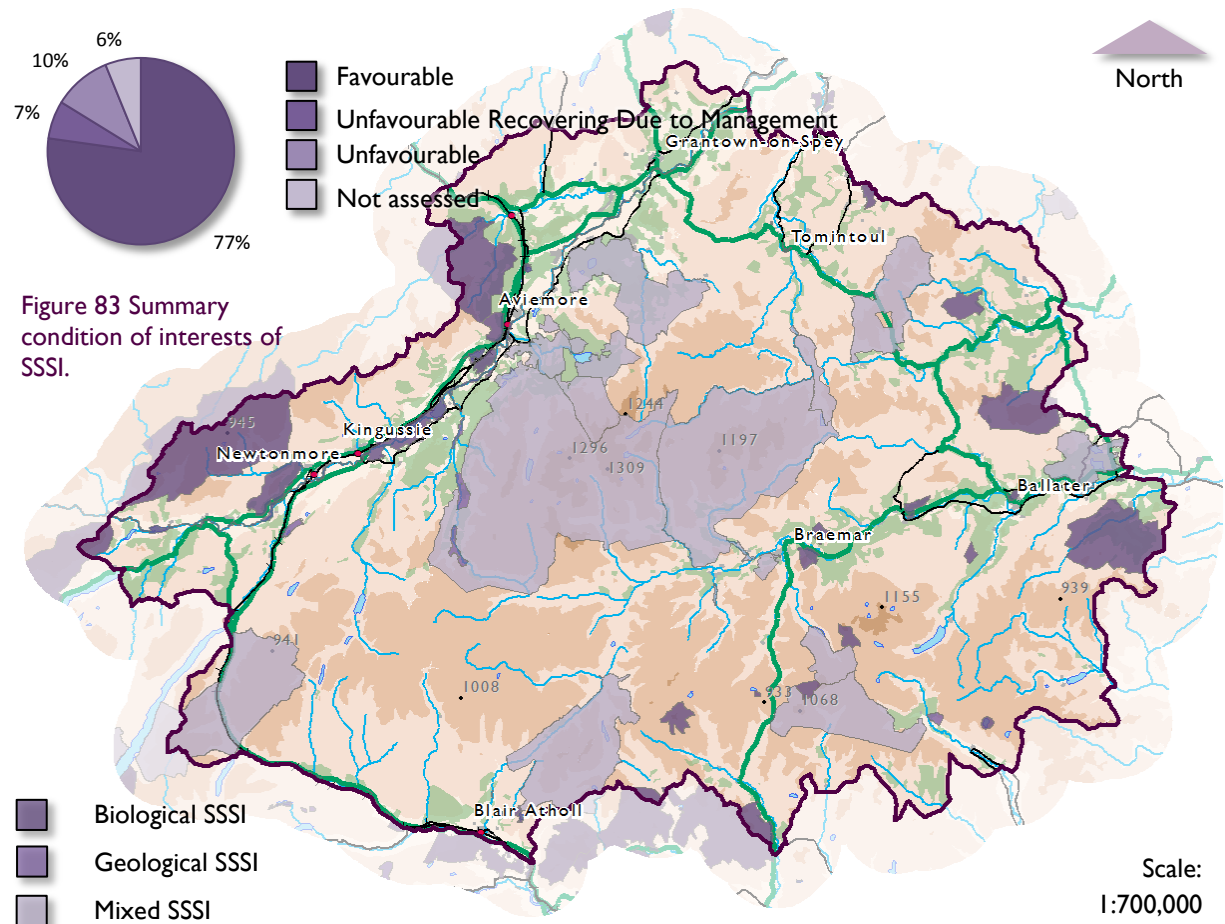 6%
10%
7%
77%
Favourable
Unfavourable Recovering Due to Management
Unfavourable
Not assessed
North
Figure 83 Summary
condition of interests of
SSSI.
Grantown-on-Spey
Tomintoul
Aviemore
1244
945
Kingussie
1296
1197
Newtonmore
1309
Ballater
Braemar
1155
939
941
1008
933
1068
Blair Atholl
Biological SSSI
Geological SSSI
Mixed SSSI
Scale:
1:700,000